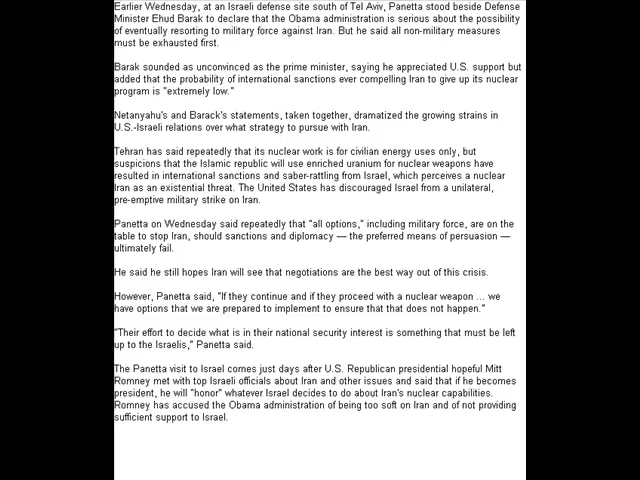 Earlier Wednesday, at an Israeli defense site south of Tel Aviv, Panetta stood beside Defense
Minister Ehud Barak to declare that the Obama administration is serious about the possibility
of eventually resorting to military force against Iran. But he said all non-military measures
must be exhausted first.
Barak sounded as unconvinced as the prime minister, saying he appreciated U.S. support but
added that the probability of international sanctions ever compelling Iran to give up its nuclear
program is "extremely low."
Netanyahu's and Barack's statements, taken together, dramatized the growing strains in
U.S.-Israeli relations over what strategy to pursue with Iran.
Tehran has said repeatedly that its nuclear work is for civilian energy uses only, but
suspicions that the Islamic republic will use enriched uranium for nuclear weapons have
resulted in international sanctions and saber-rattling from Israel, which perceives a nuclear
Iran as an existential threat. The United States has discouraged Israel from a unilateral,
pre-emptive military strike on Iran.
Panetta on Wednesday said repeatedly that "all options," including military force, are on the
table to stop Iran, should sanctions and diplomacy — the preferred means of persuasion —
ultimately fail.
He said he still hopes Iran will see that negotiations are the best way out of this crisis.
However, Panetta said, "If they continue and if they proceed with a nuclear weapon ... we
have options that we are prepared to implement to ensure that that does not happen."
"Their effort to decide what is in their national security interest is something that must be left
up to the Israelis," Panetta said.
The Panetta visit to Israel comes just days after U.S. Republican presidential hopeful Mitt
Romney met with top Israeli officials about Iran and other issues and said that if he becomes
president, he will "honor" whatever Israel decides to do about Iran's nuclear capabilities.
Romney has accused the Obama administration of being too soft on Iran and of not providing
sufficient support to Israel.